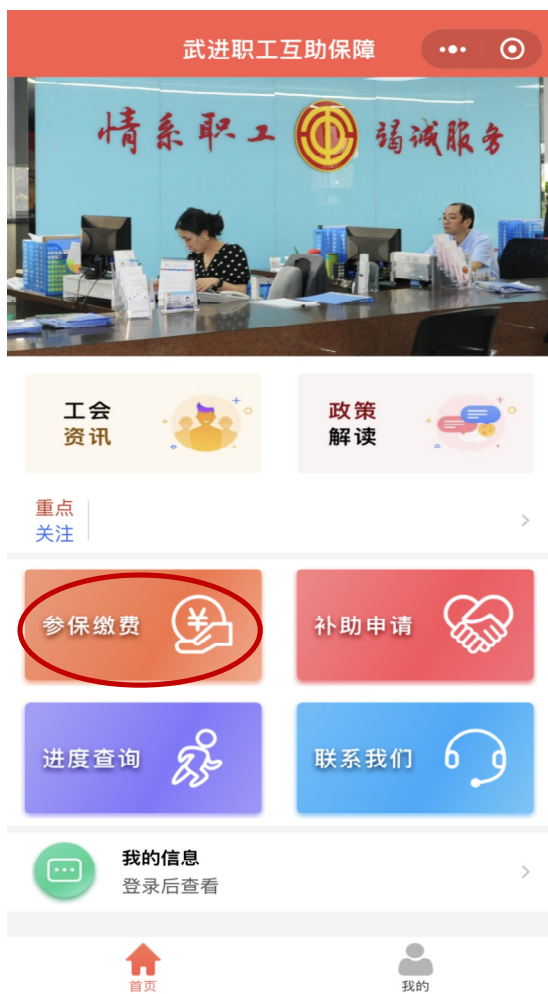 武进职工互助保障
情系职工 竭诚服务
工会
资讯
政策
解读
重点
关注
参保缴费
¥
补助申请
进度查询
联系我们
我的信息
登录后查看
首页
我的